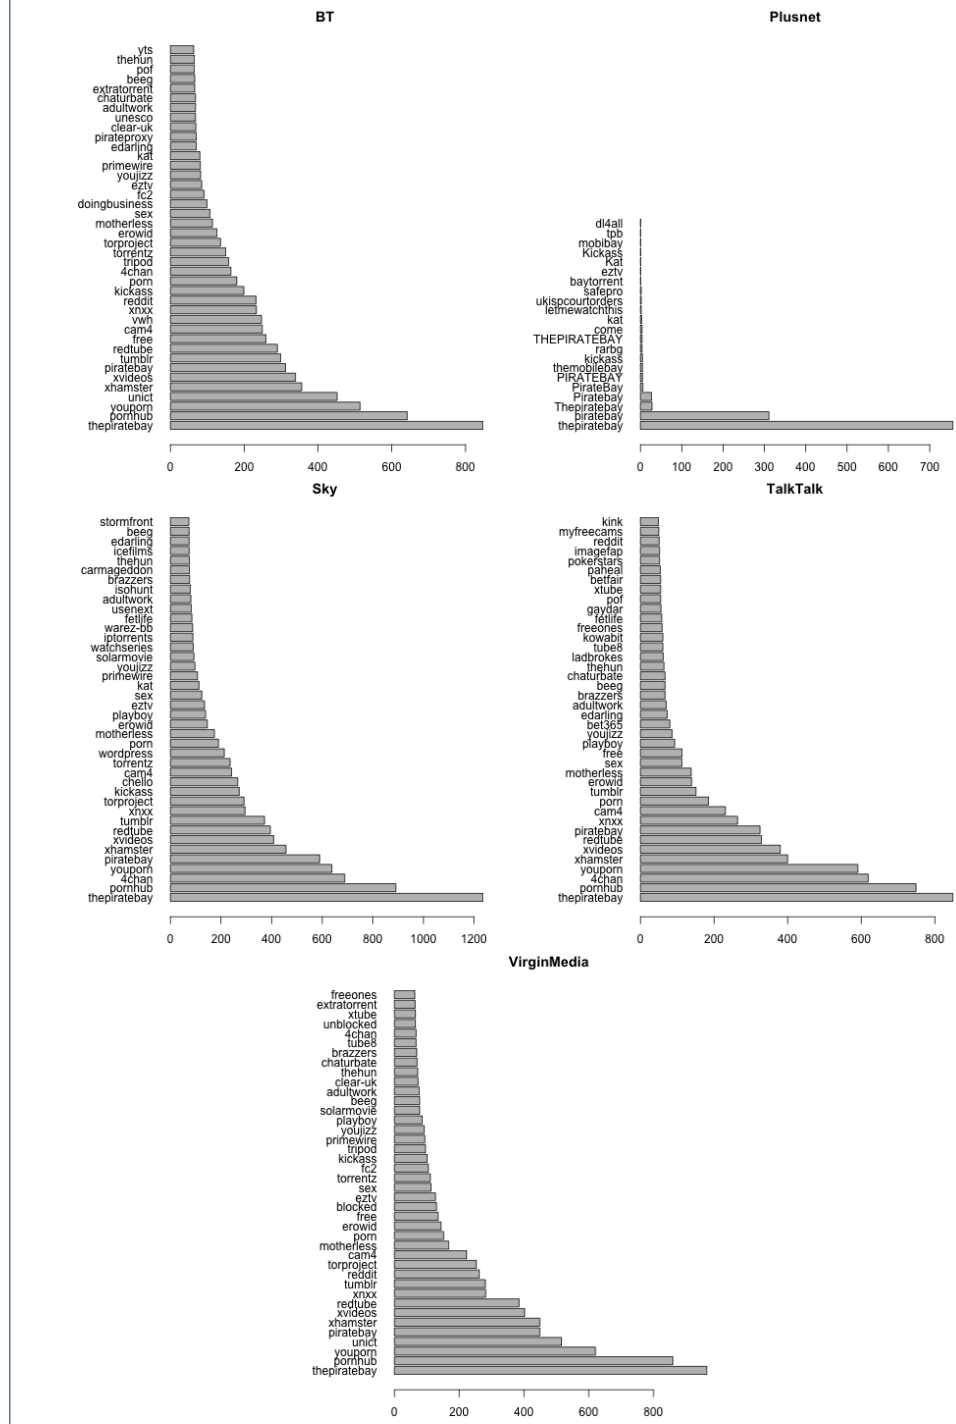 BT
yts
thehun
pof
beeg
extratorrent
chaturbate
adultwork
unesco
clear-uk
pirateproxy
edarling
kat
primewire
youjizz
eztv
fc2
doingbusiness
sex
motherless
erowid
torproject
torrentz
tripod
4chan
porn
kickass
reddit
xnxx
vwh
cam4
free
redtube
tumblr
piratebay
xvideos
xhamster
unict
youporn
pornhub
thepiratebay
0 200 400 600 800
Plusnet
dl4all
tpb
mobibay
Kickass
Kat
eztv
baytorrent
safepro
ukispcourtorders
letmewatchthis
kat
come
THEPIRATEBAY
rarbg
kickass
themobilebay
PIRATEBAY
PirateBay
Piratebay
Thepiratebay
piratebay
thepiratebay
0 100 200 300 400 500 600 700
Sky
stormfront
beeg
edarling
icefilms
thehun
carmageddon
brazzers
isohunt
adultwork
usenext
fetlife
warez-bb
iptorrents
watchseries
solarmovie
youjizz
primewire
kat
sex
eztv
playboy
erowid
motherless
porn
wordpress
torrentz
cam4
chello
kickass
torproject
xnxx
tumblr
redtube
xvideos
xhamster
piratebay
youporn
4chan
pornhub
thepiratebay
0 200 400 600 800 1000 1200
TalkTalk
kink
myfreecams
reddit
imagefap
pokerstars
paheal
betfair
xtube
pof
gaydar
fetlife
freeones
kowabit
tube8
ladbrokes
thehun
chaturbate
beeg
brazzers
adultwork
edarling
bet365
youjizz
playboy
free
sex
motherless
erowid
tumblr
porn
cam4
xnxx
piratebay
redtube
xvideos
xhamster
youporn
4chan
pornhub
thepiratebay
0 200 400 600 800
VirginMedia
freeones
extratorrent
xtube
unblocked
4chan
tube8
brazzers
chaturbate
thehun
clear-uk
adultwork
beeg
solarmovie
playboy
youjizz
primewire
tripod
kickass
fc2
torrentz
sex
eztv
blocked
free
erowid
porn
motherless
cam4
torproject
reddit
tumblr
xnxx
redtube
xvideos
xhamster
piratebay
unict
youporn
pornhub
thepiratebay
0 200 400 600 800